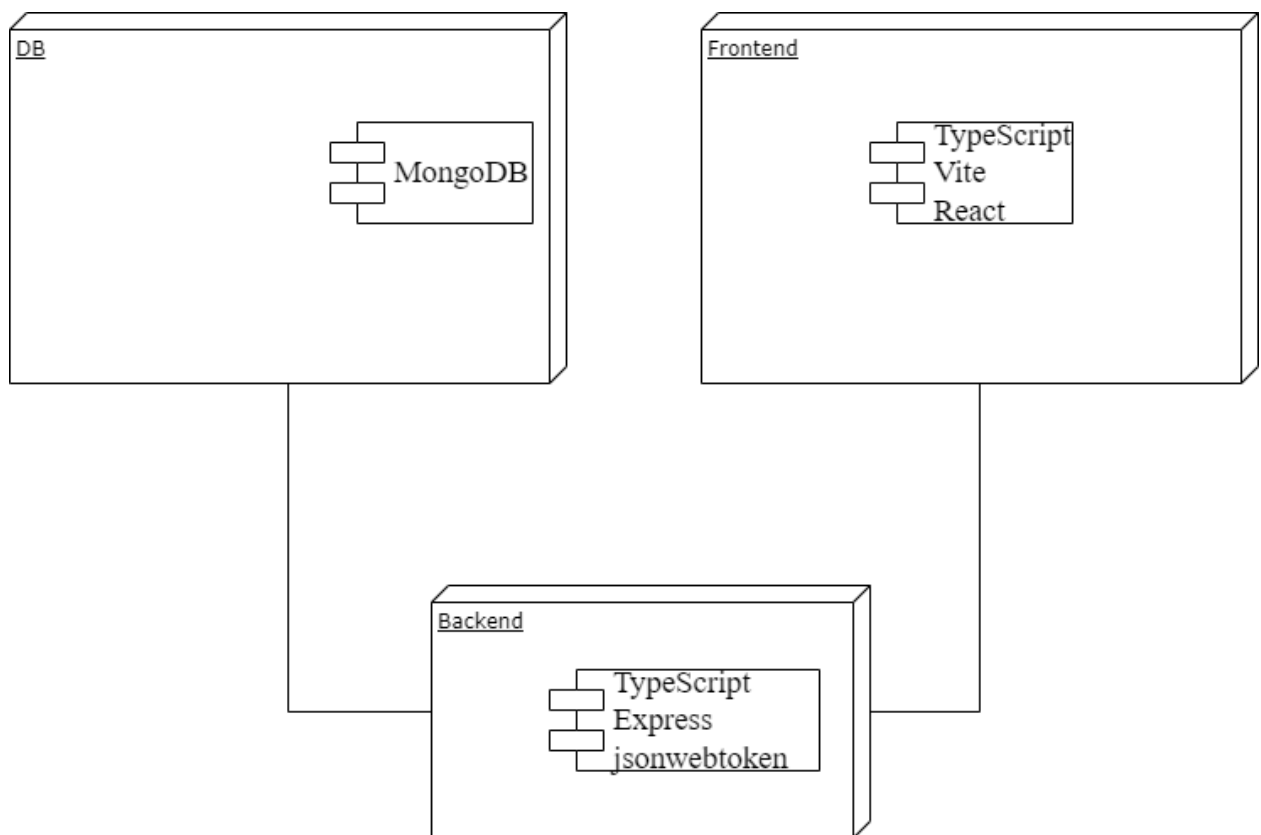 DB
MongoDB
Frontend
TypeScript
Vite
React
Backend
TypeScript
Express
jsonwebtoken